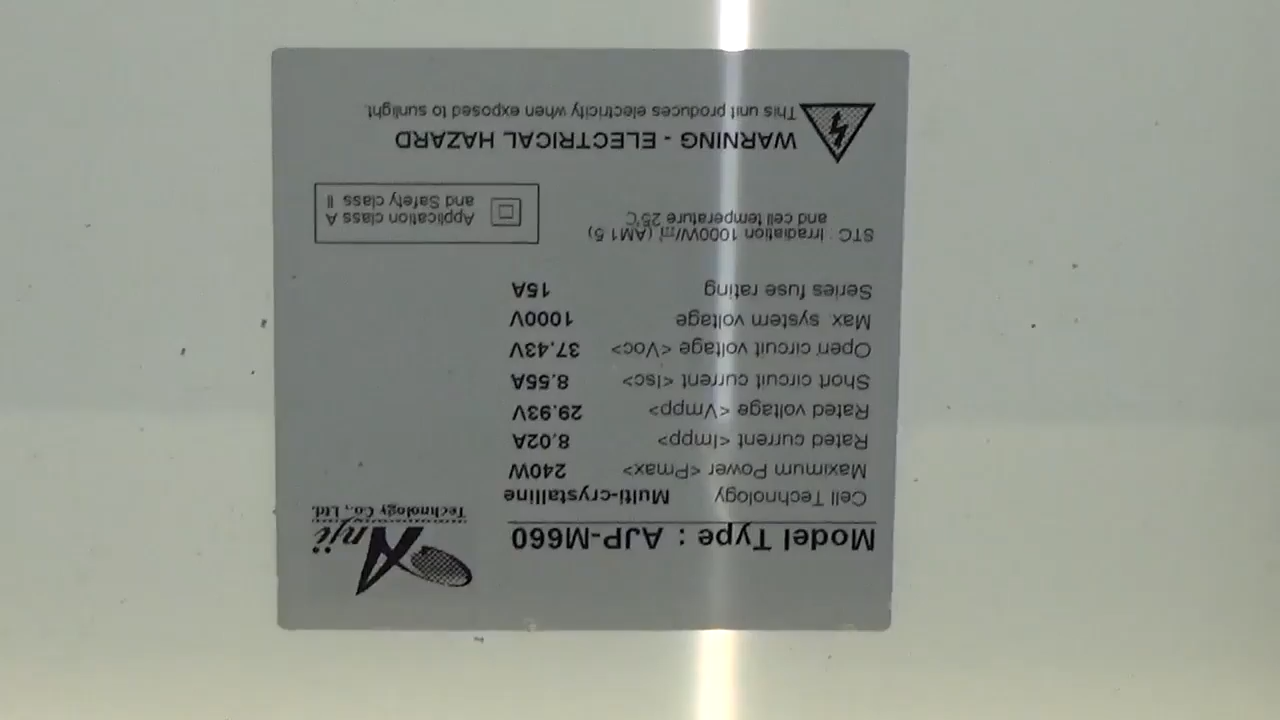 Anji
Technology Co., Ltd.
Model Type : AJP-M660
Cell Technology Multi-crystalline
Maximum Power <Pmax> 240W
Rated current <Impp> 8.02A
Rated voltage <Vmpp> 29.93V
Short circuit current <Isc> 8.55A
Open circuit voltage <Voc> 37.43V
Max. system voltage 1000V
Series fuse rating 15A
STC : Irradiation 1000W/㎡ (AM1.5)
and cell temperature 25℃
Application class A
and Safety class II
WARNING - ELECTRICAL HAZARD
This unit produces electricity when exposed to sunlight.